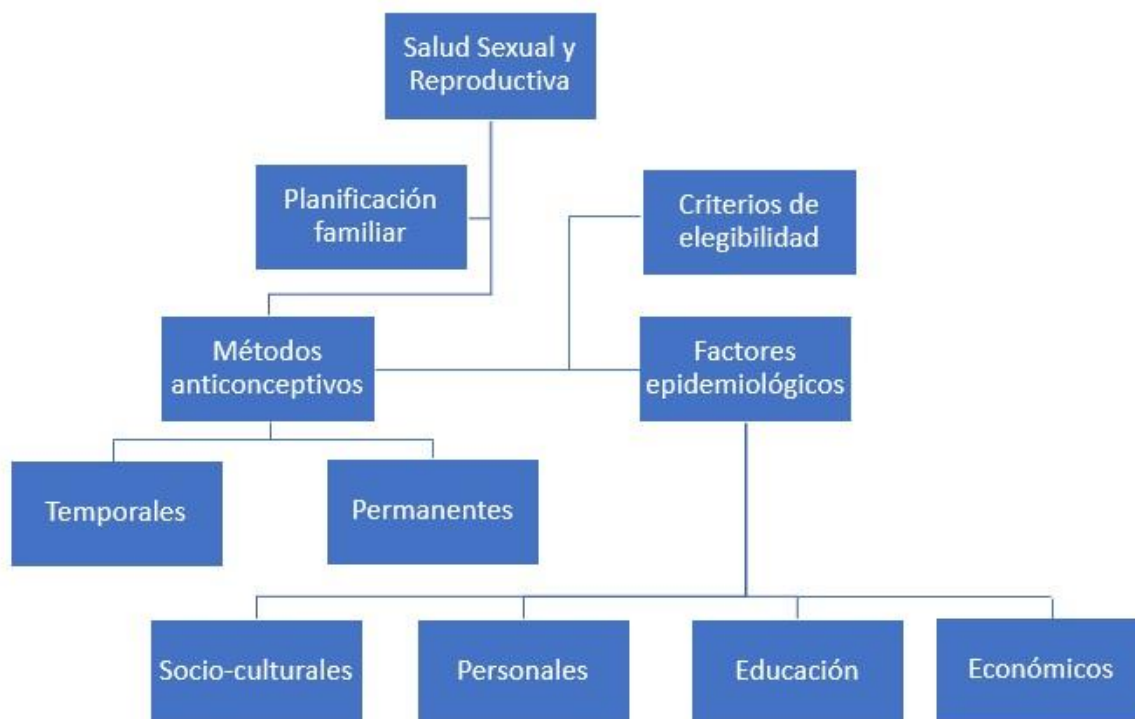 Salud Sexual y
Reproductiva
Planificación
familiar
Criterios de
elegibilidad
Métodos
anticonceptivos
Factores
epidemiológicos
Temporales
Permanentes
Socio-culturales
Personales
Educación
Económicos